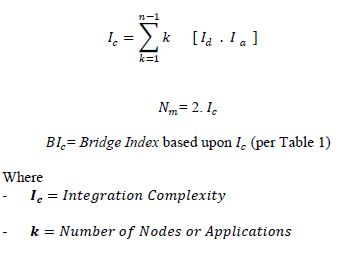 n−1
I_c = ∑ k [ I_d . I_a ]
k=1
N_m= 2. I_c
BI_c= Bridge Index based upon I_c (per Table 1)
Where
- I_c = Integration Complexity
- k = Number of Nodes or Applications